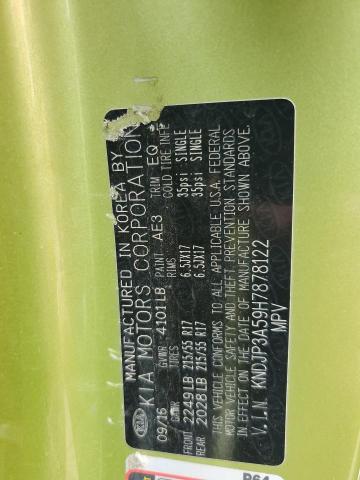 MANUFACTURED IN KOREA BY
KIA KIA MOTORS CORPORATION
09/16 GVWR 4101LB PAINT AE3 TRIM EQ
GAWR TIRES RIMS COLD TIRE INFL
FRONT 2249LB 215/55 R17 6.5JX17 35psi SINGLE
REAR 2028LB 215/55 R17 6.5JX17 35psi SINGLE
THIS VEHICLE CONFORMS TO ALL APPLICABLE U.S.A. FEDERAL
MOTOR VEHICLE SAFETY AND THEFT PREVENTION STANDARDS
IN EFFECT ON THE DATE OF MANUFACTURE SHOWN ABOVE.
V.I.N. KNDJP3A59H7878122
MPV